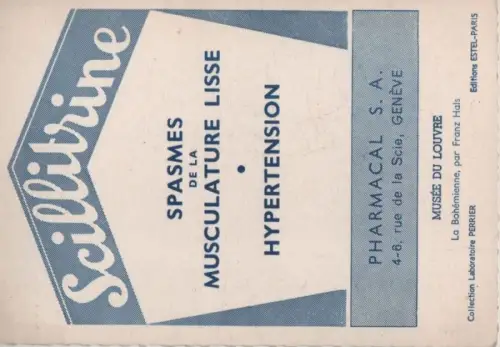 Scillitrine
SPASMES
DE LA
MUSCULATURE LISSE
•
HYPERTENSION
PHARMACAL S. A.
4-8, rue de la Scie, GENÈVE
MUSÉE DU LOUVRE
La Bohémienne, par Franz Hals
Collection Laboratoire PERRIER
Editions ESTEL-PARIS